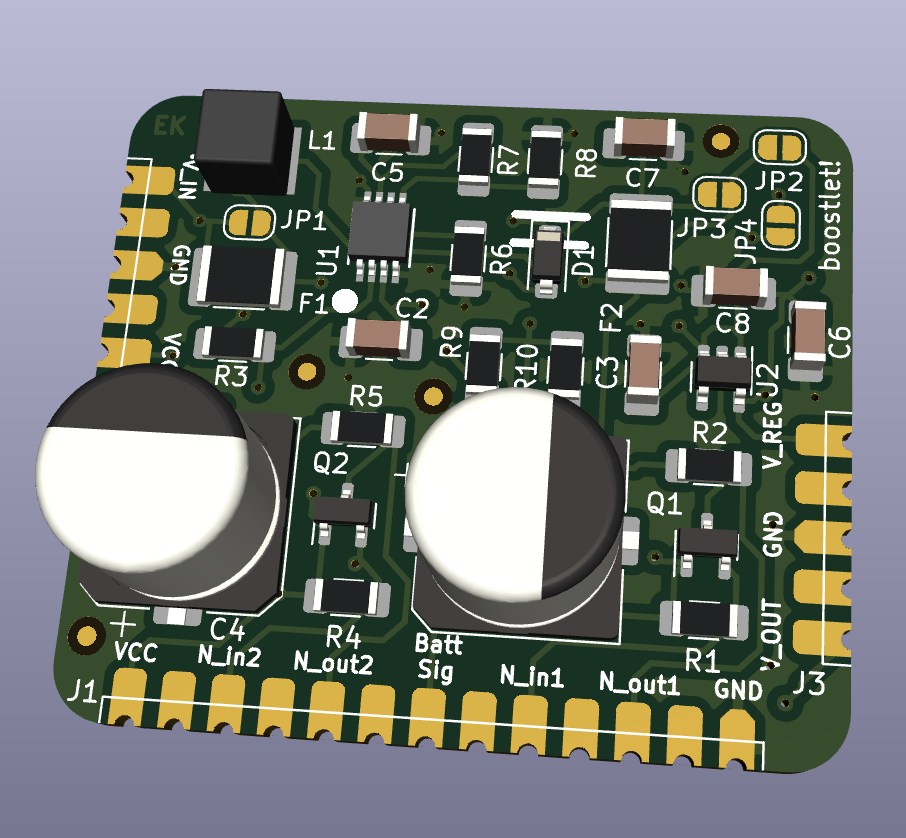 EK
L1
C5
R7
R8
C7
JP2
V_IN
JP1
JP3
JP4
boostlet!
GND
U1
R6
D1
F1
C2
F2
C8
C6
VCC
R3
R9
R10
C3
J2
R5
R2
V_REG
Q2
Q1
GND
+
C4
R4
R1
V_OUT
VCC
N_in2
N_out2
Batt
Sig
N_in1
N_out1
GND
J1
J3